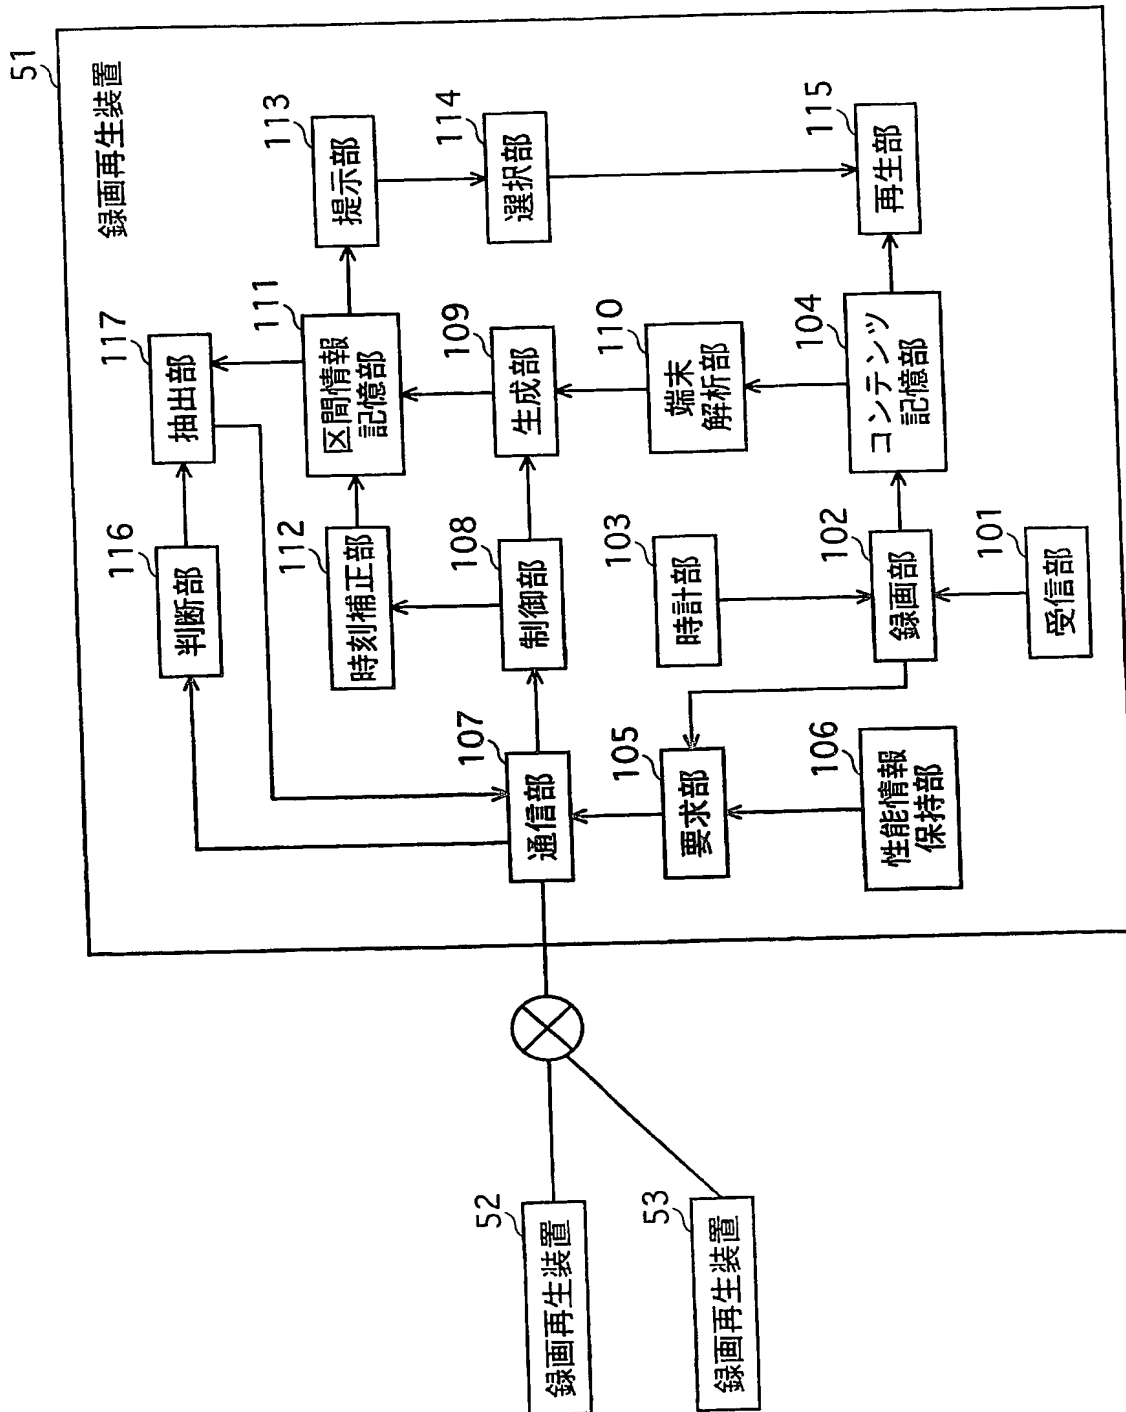 51
録画再生装置
117
抽出部
116
判断部
113
提示部
111
区間情報
記憶部
112
時刻補正部
114
選択部
109
生成部
108
制御部
107
通信部
110
端末
解析部
103
時計部
105
要求部
115
再生部
104
コンテンツ
記憶部
102
録画部
106
性能情報
保持部
101
受信部
52
録画再生装置
53
録画再生装置